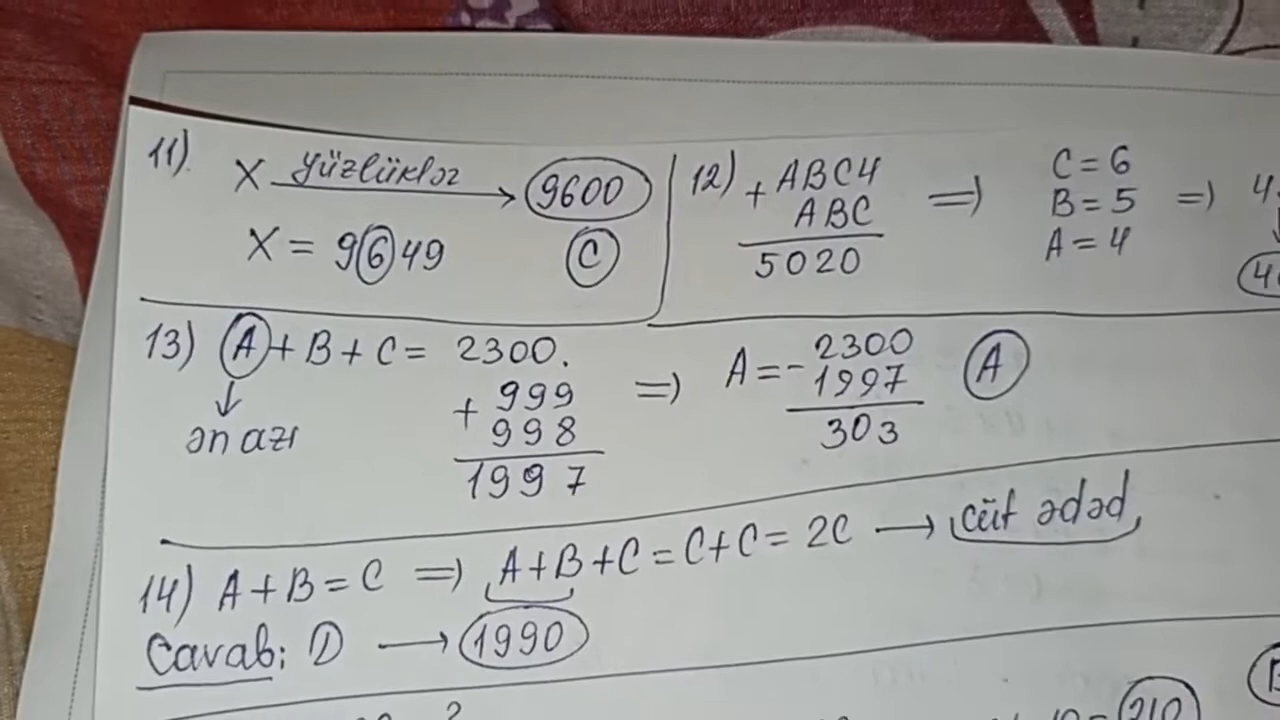 11) X yüzlüklər → 9600
X = 9649 C
12) + ABC4
ABC
5020
=> C = 6
B = 5
A = 4
=> 4
13) A + B + C = 2300.
ən azı
+ 999
998
1997
=> A = - 2300
1997
303
A
14) A + B = C => A + B + C = C + C = 2C → cüt ədəd
Cavab: D → 1990
210